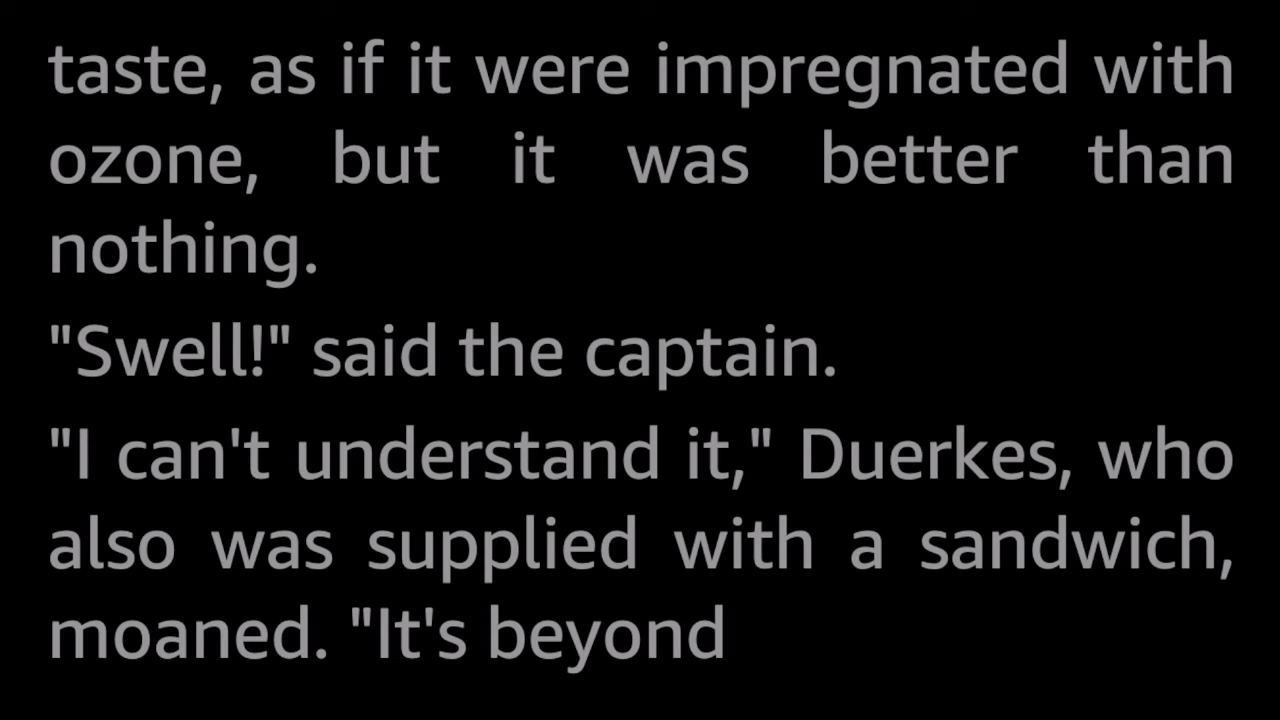 taste, as if it were impregnated with
ozone, but it was better than
nothing.
"Swell!" said the captain.
"I can't understand it," Duerkes, who
also was supplied with a sandwich,
moaned. "It's beyond